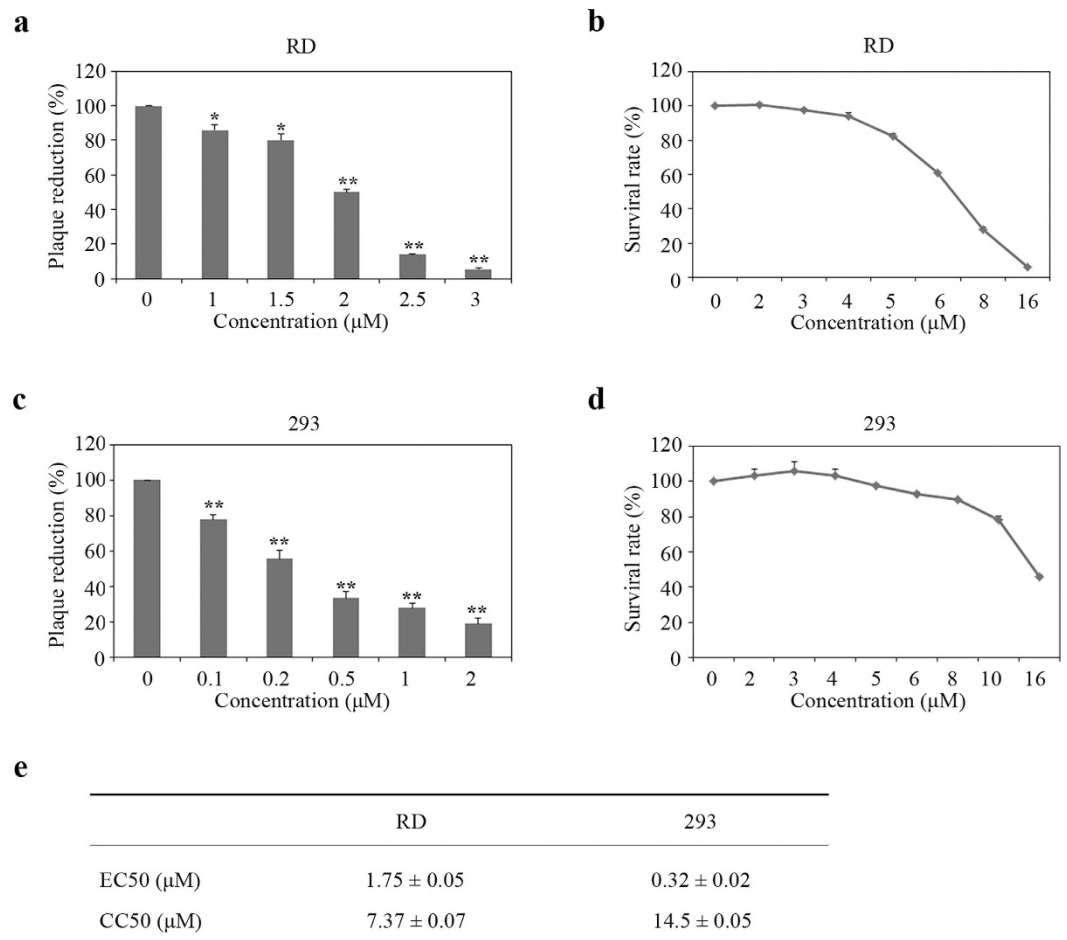 a
RD
Plaque reduction (%)
120
100
80
60
40
20
0
* * ** ** **
0 1 1.5 2 2.5 3
Concentration (μM)
b
RD
Surviral rate (%)
120
100
80
60
40
20
0
0 2 3 4 5 6 8 16
Concentration (μM)
c
293
Plaque reduction (%)
120
100
80
60
40
20
0
** ** ** ** **
0 0.1 0.2 0.5 1 2
Concentration (μM)
d
293
Surviral rate (%)
120
100
80
60
40
20
0
0 2 3 4 5 6 8 10 16
Concentration (μM)
e
RD 293
EC50 (μM) 1.75 ± 0.05 0.32 ± 0.02
CC50 (μM) 7.37 ± 0.07 14.5 ± 0.05